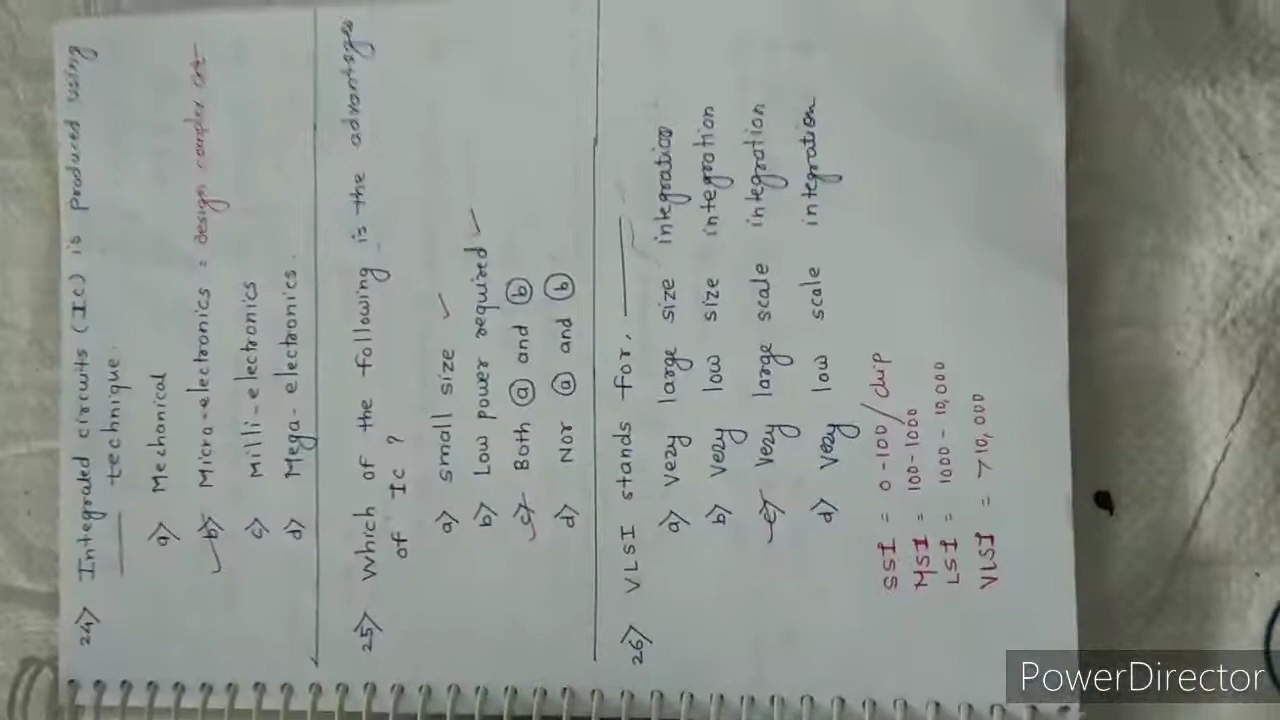 24) Integrated circuits (IC) is produced using
____ technique.
a) Mechanical
b) Micro-electronics = design complex ckt
c) Milli-electronics
d) Mega-electronics.
25) Which of the following is the advantages
of IC ?
a) small size ✓
b) Low power required ✓
c) Both (a) and (b)
d) Nor (a) and (b)
26) VLSI stands for, ____
a) Very large size integration
b) Very low size integration
c) Very large scale integration
d) Very low scale integration
SSI = 0-100/chip
MSI = 100-1000
LSI = 1000-10,000
VLSI = >10,000
PowerDirector